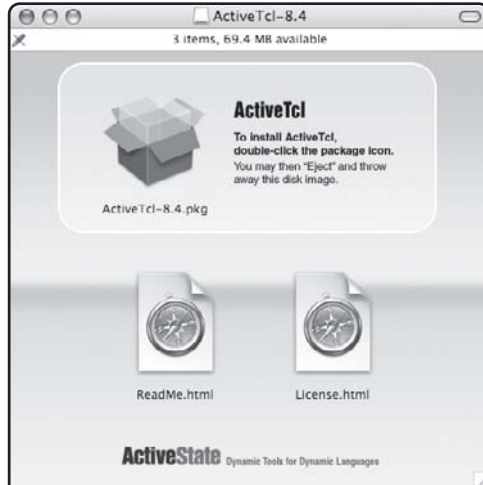 ActiveTcl-8.4
3 items, 69.4 MB available
ActiveTcl
To install ActiveTcl,
double-click the package icon.
You may then "Eject" and throw
away this disk image.
ActiveTcl-8.4.pkg
ReadMe.html
License.html
ActiveState Dynamic Tools for Dynamic Languages